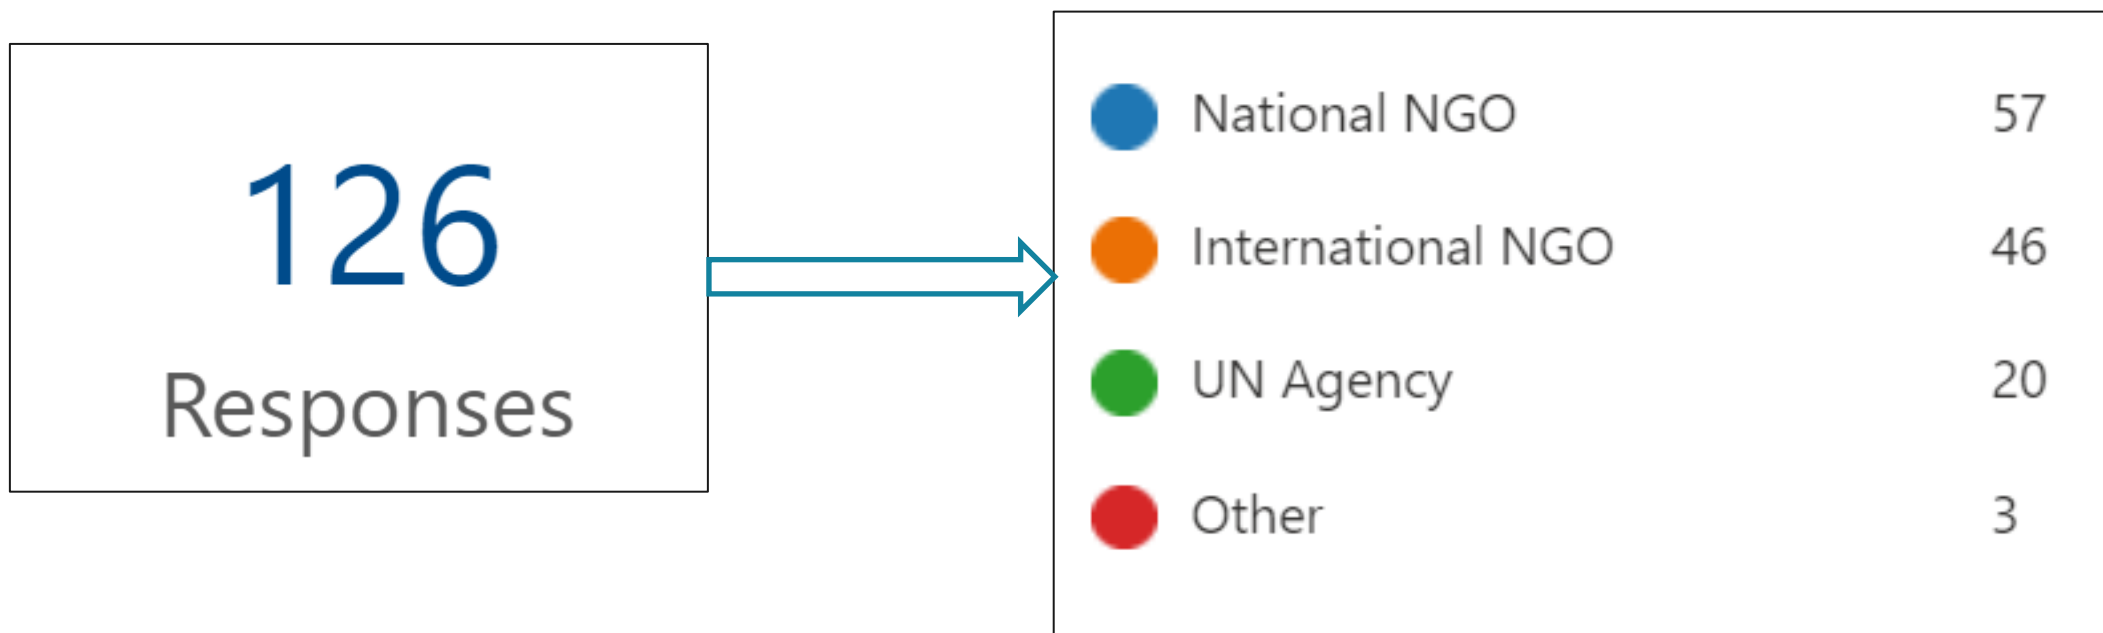 126
Responses
National NGO 57
International NGO 46
UN Agency 20
Other 3